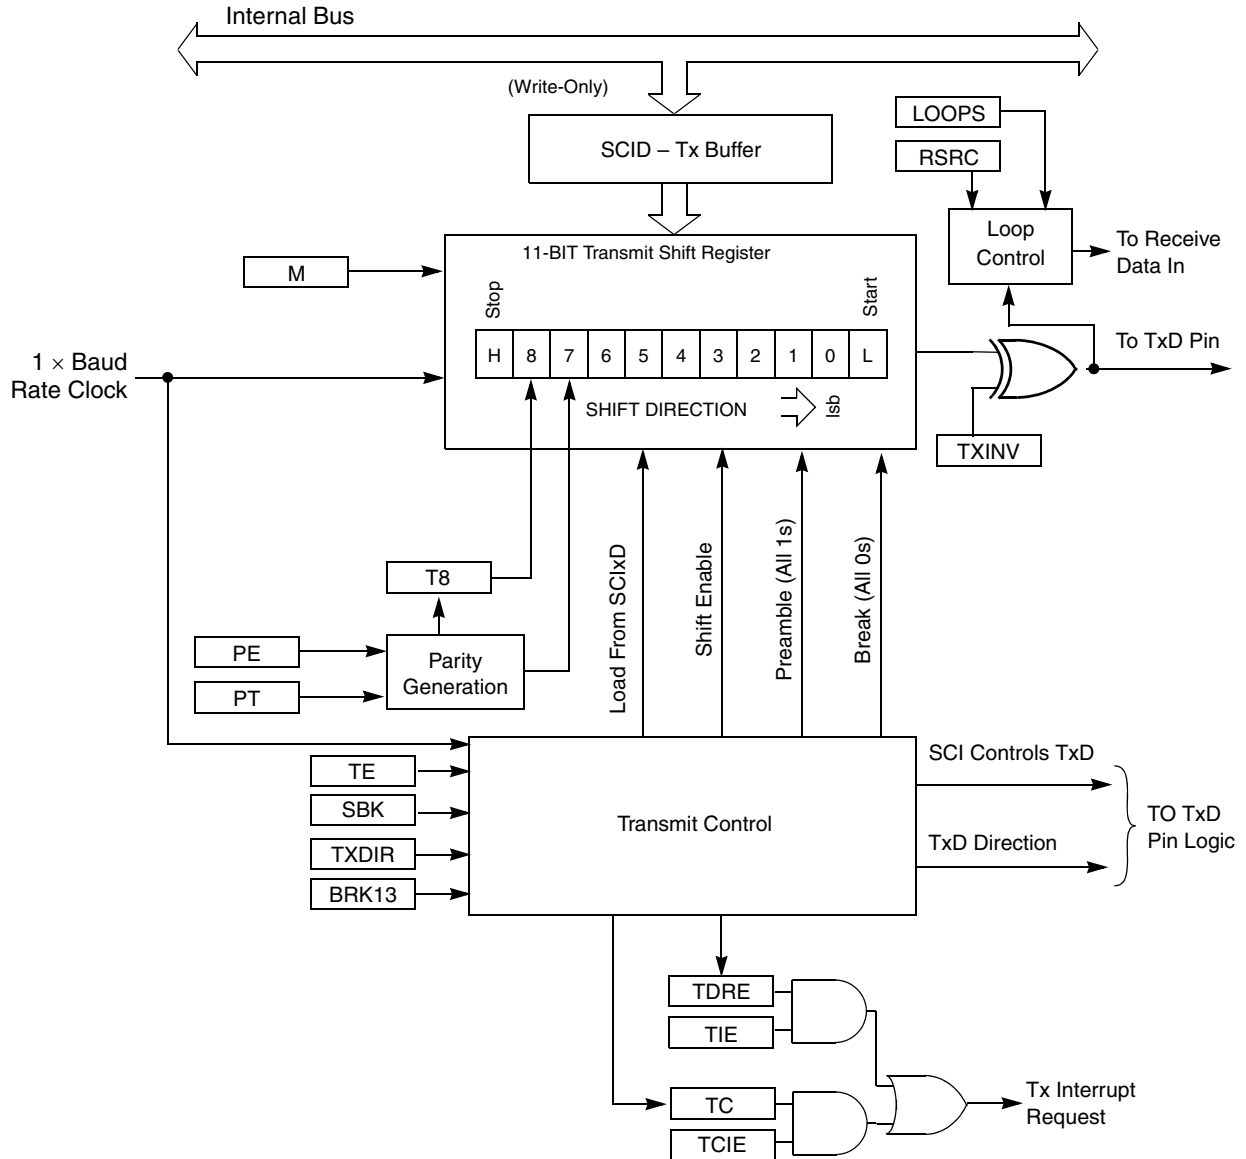 Internal Bus
(Write-Only)
SCID – Tx Buffer
LOOPS
RSRC
Loop
Control
To Receive
Data In
11-BIT Transmit Shift Register
M
Stop
Start
H 8 7 6 5 4 3 2 1 0 L
1 × Baud
Rate Clock
SHIFT DIRECTION
lsb
To TxD Pin
TXINV
T8
PE
PT
Parity
Generation
Load From SCIxD
Shift Enable
Preamble (All 1s)
Break (All 0s)
TE
SBK
TXDIR
BRK13
Transmit Control
SCI Controls TxD
TxD Direction
TO TxD
Pin Logic
TDRE
TIE
TC
TCIE
Tx Interrupt
Request